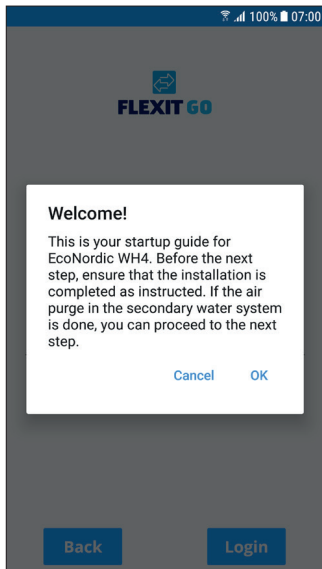 100% 07:00
FLEXIT GO
Welcome!
This is your startup guide for
EcoNordic WH4. Before the next
step, ensure that the installation is
completed as instructed. If the air
purge in the secondary water system
is done, you can proceed to the next
step.
Cancel OK
Back Login